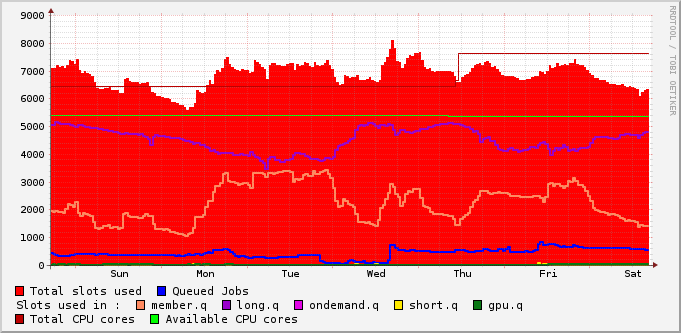 9000
8000
7000
6000
5000
4000
3000
2000
1000
0
Sun Mon Tue Wed Thu Fri Sat
RRDTOOL / TOBI OETIKER
Total slots used Queued Jobs
Slots used in : member.q long.q ondemand.q short.q gpu.q
Total CPU cores Available CPU cores